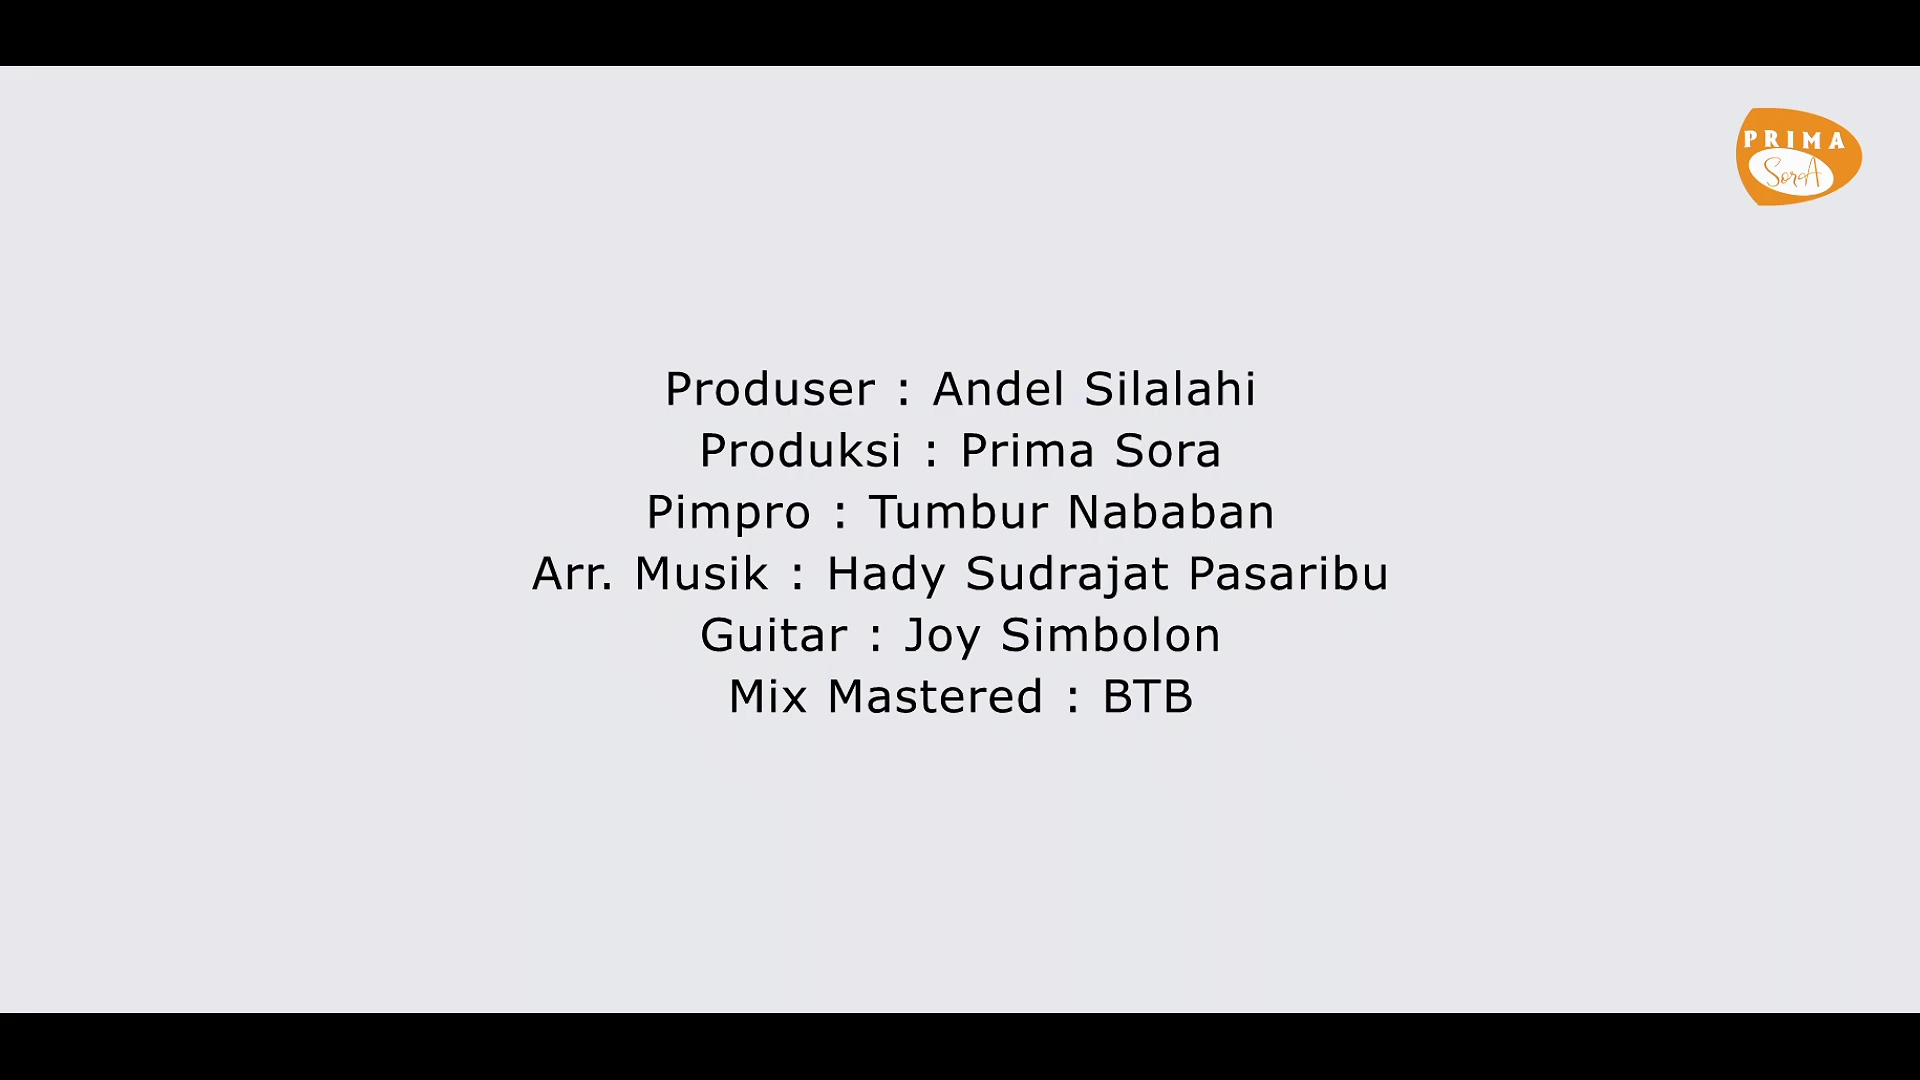 PRIMA
SorA
Produser : Andel Silalahi
Produksi : Prima Sora
Pimpro : Tumbur Nababan
Arr. Musik : Hady Sudrajat Pasaribu
Guitar : Joy Simbolon
Mix Mastered : BTB